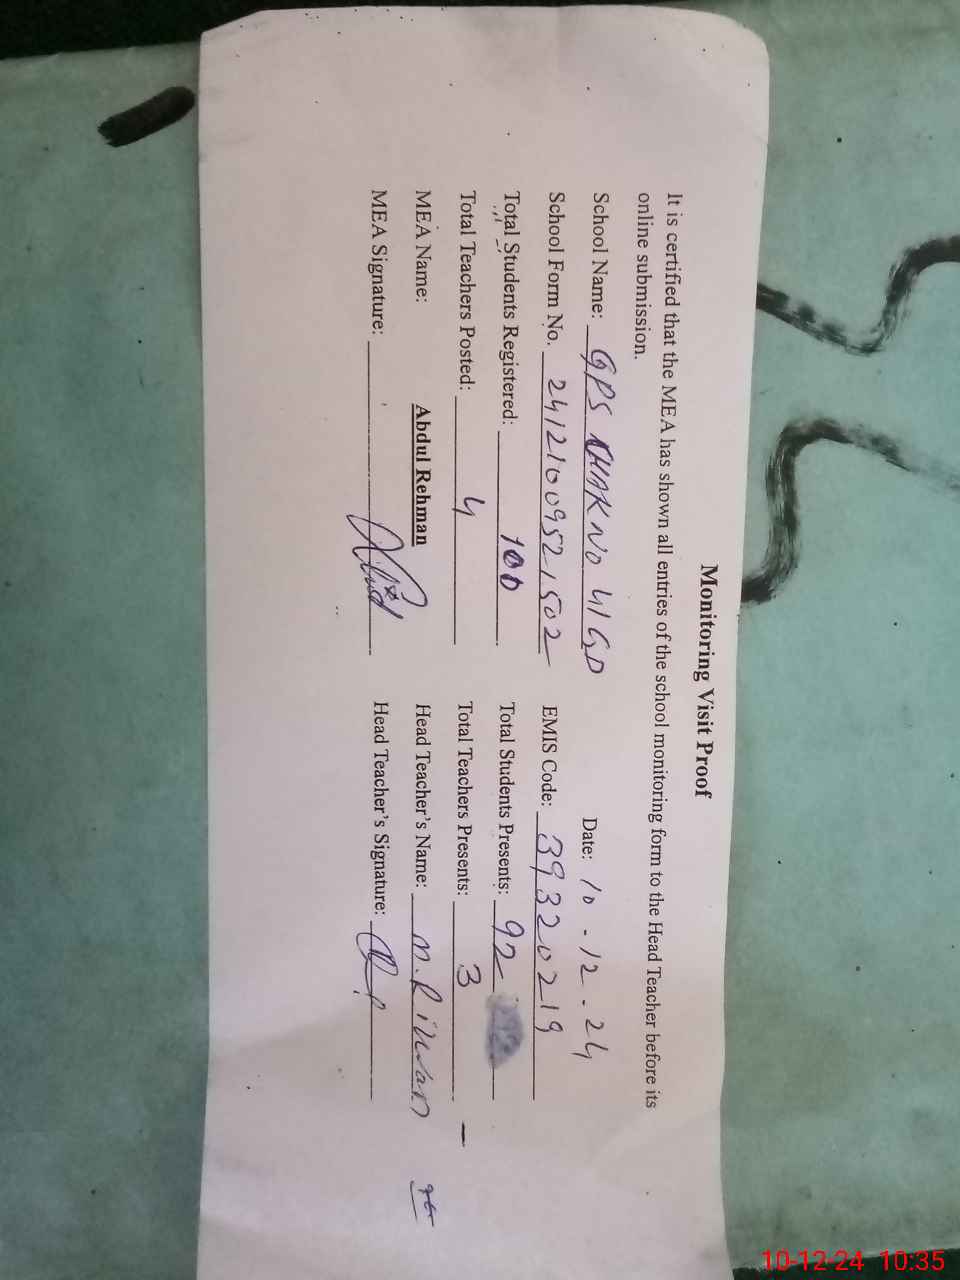 Monitoring Visit Proof
It is certified that the MEA has shown all entries of the school monitoring form to the Head Teacher before its
online submission.
School Name: GPS CHAK NO 41 GD Date: 10-12-24
School Form No. 24121009521502 EMIS Code: 39320219
Total Students Registered: 100 Total Students Presents: 92
Total Teachers Posted: 4 Total Teachers Presents: 3
MEA Name: Abdul Rehman Head Teacher's Name: M. Rizwan
MEA Signature: Head Teacher's Signature:
10-12-24 10:35